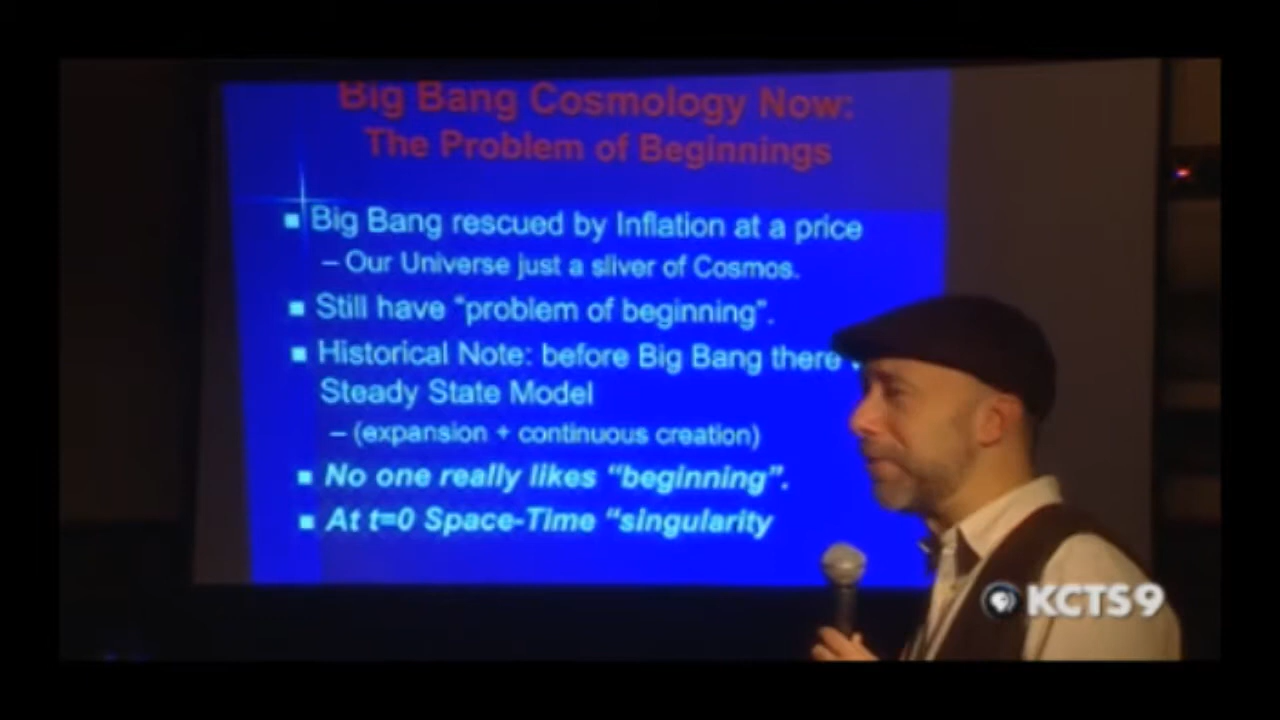 Big Bang Cosmology Now:
The Problem of Beginnings
▪ Big Bang rescued by Inflation at a price
– Our Universe just a sliver of Cosmos.
▪ Still have “problem of beginning”.
▪ Historical Note: before Big Bang there
Steady State Model
– (expansion + continuous creation)
▪ No one really likes “beginning”.
▪ At t=0 Space-Time “singularity
KCTS9